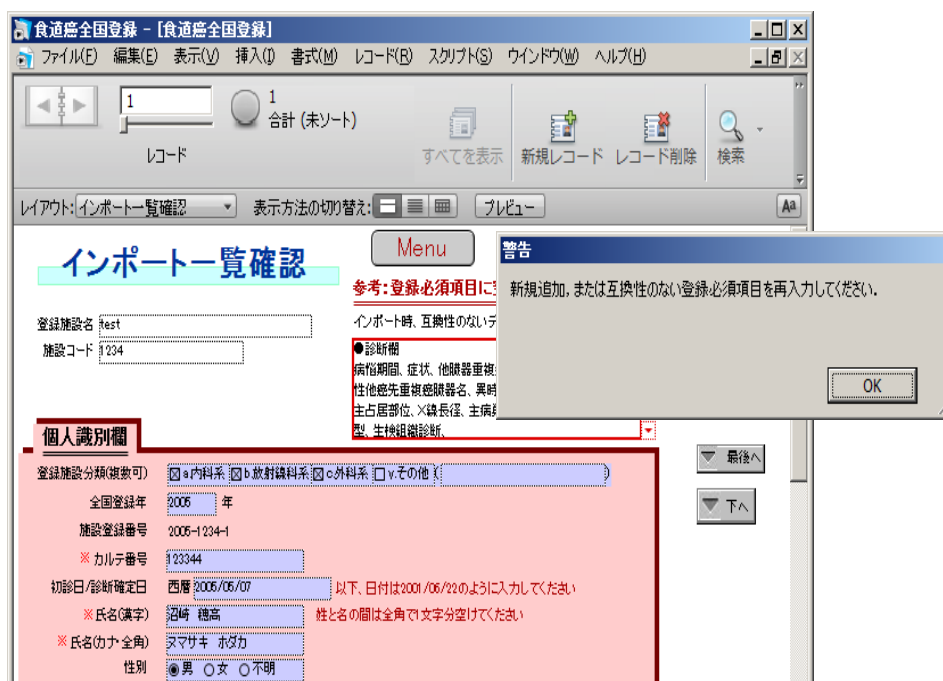 食道癌全国登録 - [食道癌全国登録]
ファイル(F) 編集(E) 表示(V) 挿入(I) 書式(M) レコード(R) スクリプト(S) ウインドウ(W) ヘルプ(H)
1
1
合計 (未ソート)
レコード
すべてを表示 新規レコード レコード削除 検索
レイアウト: インポート一覧確認 表示方法の切り替え: プレビュー Aa
インポート一覧確認
Menu
警告
新規追加, または互換性のない登録必須項目を再入力してください.
OK
参考:登録必須項目に
インポート時、互換性のないデ
登録施設名 test
施設コード 1234
●診断欄
病悩期間、症状、他臓器重複
性他癌先重複癌臓器名、異時
主占居部位、X線長径、主病
型、生検組織診断、
個人識別欄
最後へ
下へ
登録施設分類(複数可) a.内科系 b.放射線科系 c.外科系 v.その他 ( )
全国登録年 2005 年
施設登録番号 2005-1234-1
※ カルテ番号 123344
初診日/診断確定日 西暦 2005/05/07 以下、日付は2001/06/22のように入力してください
※ 氏名(漢字) 沼崎 穂高 姓と名の間は全角で1文字分空けてください
※ 氏名(カナ・全角) ヌマサキ ホダカ
性別 男 女 不明